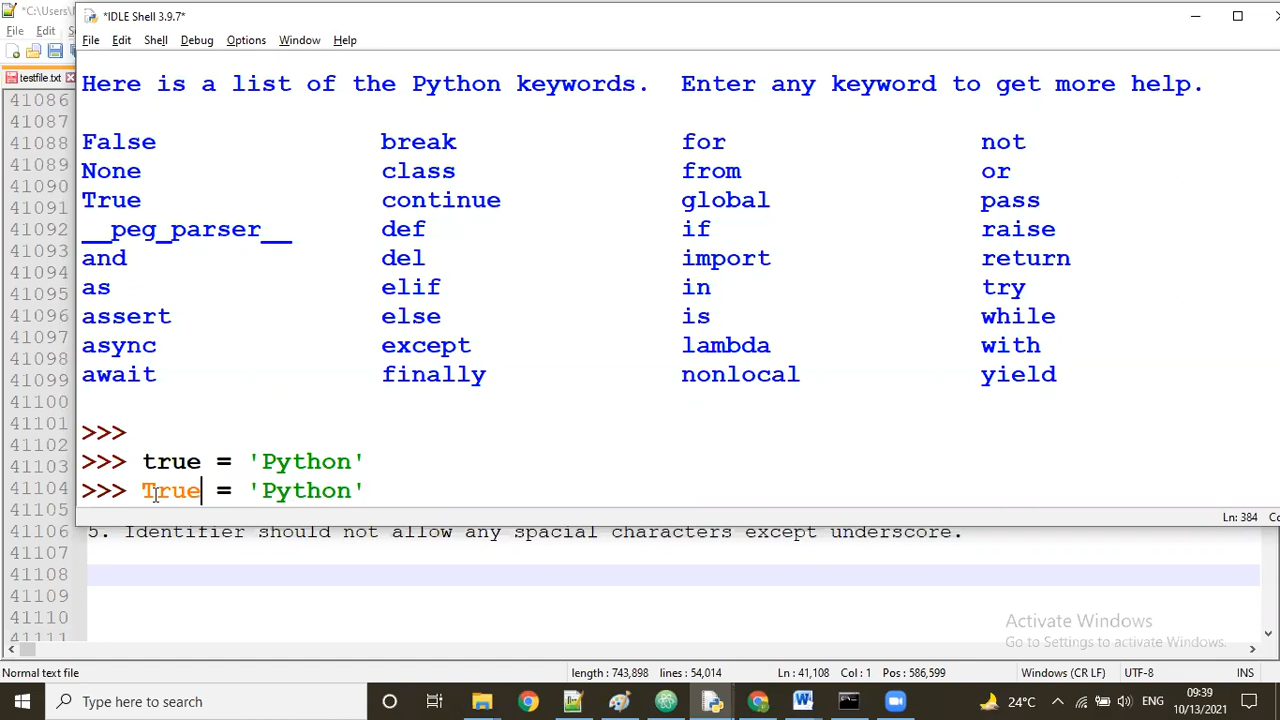 *C:\Users\
*IDLE Shell 3.9.7*
File Edit
File Edit Shell Debug Options Window Help
testfile.txt
Here is a list of the Python keywords. Enter any keyword to get more help.
False break for not
None class from or
True continue global pass
__peg_parser__ def if raise
and del import return
as elif in try
assert else is while
async except lambda with
await finally nonlocal yield
>>>
>>> true = 'Python'
>>> True = 'Python'
Ln: 384 Co
41086
41087
41088
41089
41090
41091
41092
41093
41094
41095
41096
41097
41098
41099
41100
41101
41102
41103
41104
41105
41106 5. Identifier should not allow any spacial characters except underscore.
41107
41108
41109
41110
41111
Activate Windows
Go to Settings to activate Windows.
Normal text file length : 743,898 lines : 54,014 Ln : 41,108 Col : 1 Pos : 586,599 Windows (CR LF) UTF-8 INS
Type here to search 24°C ENG 09:39
10/13/2021